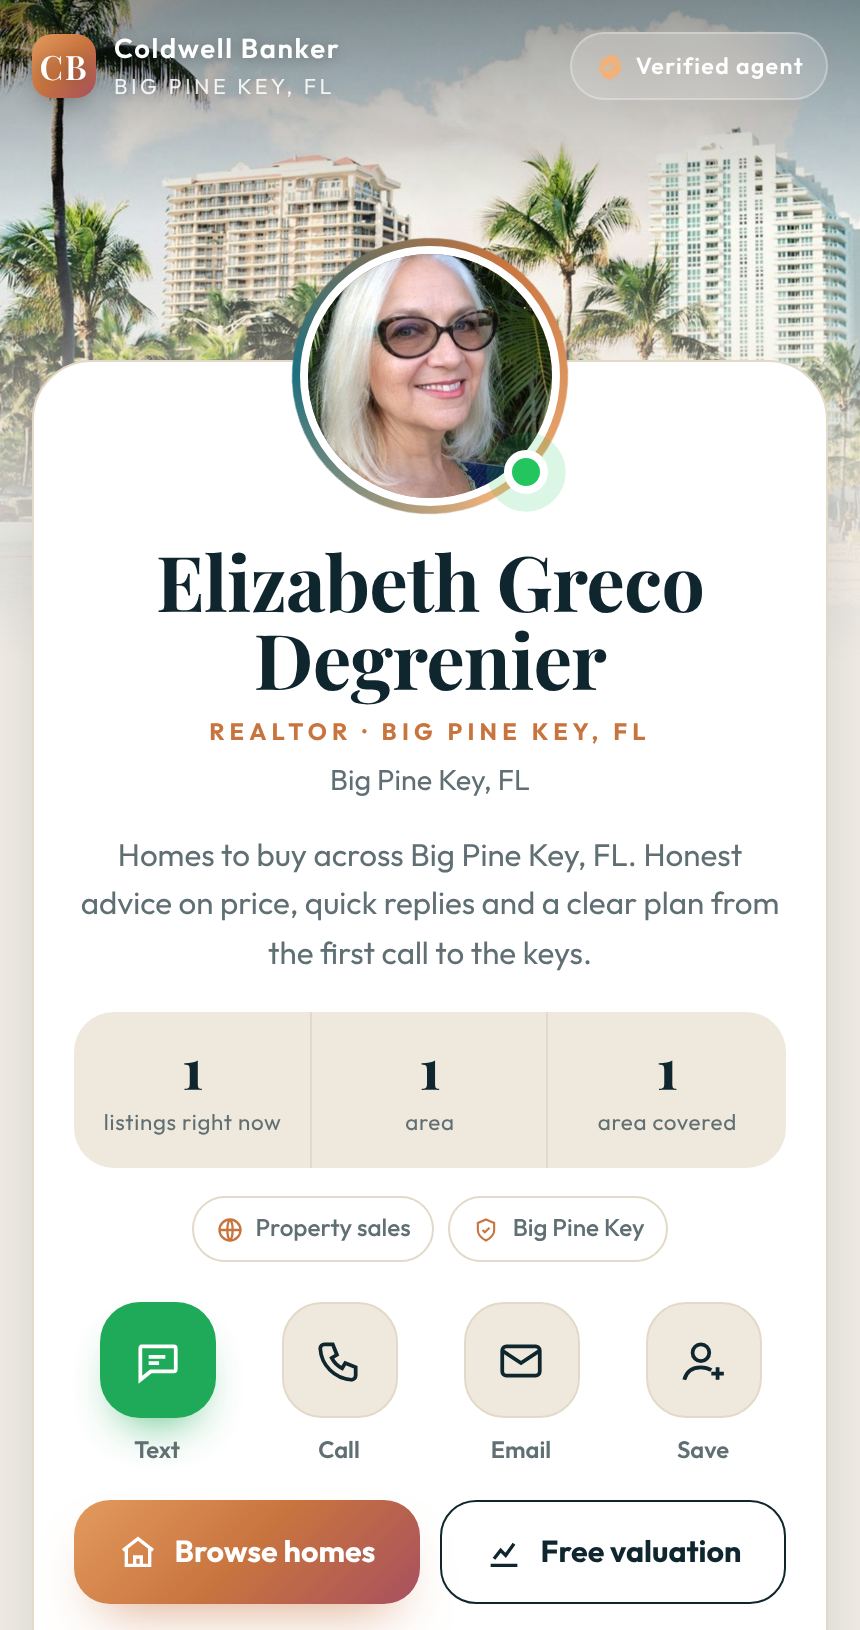 CB
Coldwell Banker
BIG PINE KEY, FL
Verified agent
Elizabeth Greco
Degrenier
REALTOR · BIG PINE KEY, FL
Big Pine Key, FL
Homes to buy across Big Pine Key, FL. Honest
advice on price, quick replies and a clear plan from
the first call to the keys.
1
listings right now
1
area
1
area covered
Property sales
Big Pine Key
Text
Call
Email
Save
Browse homes
Free valuation